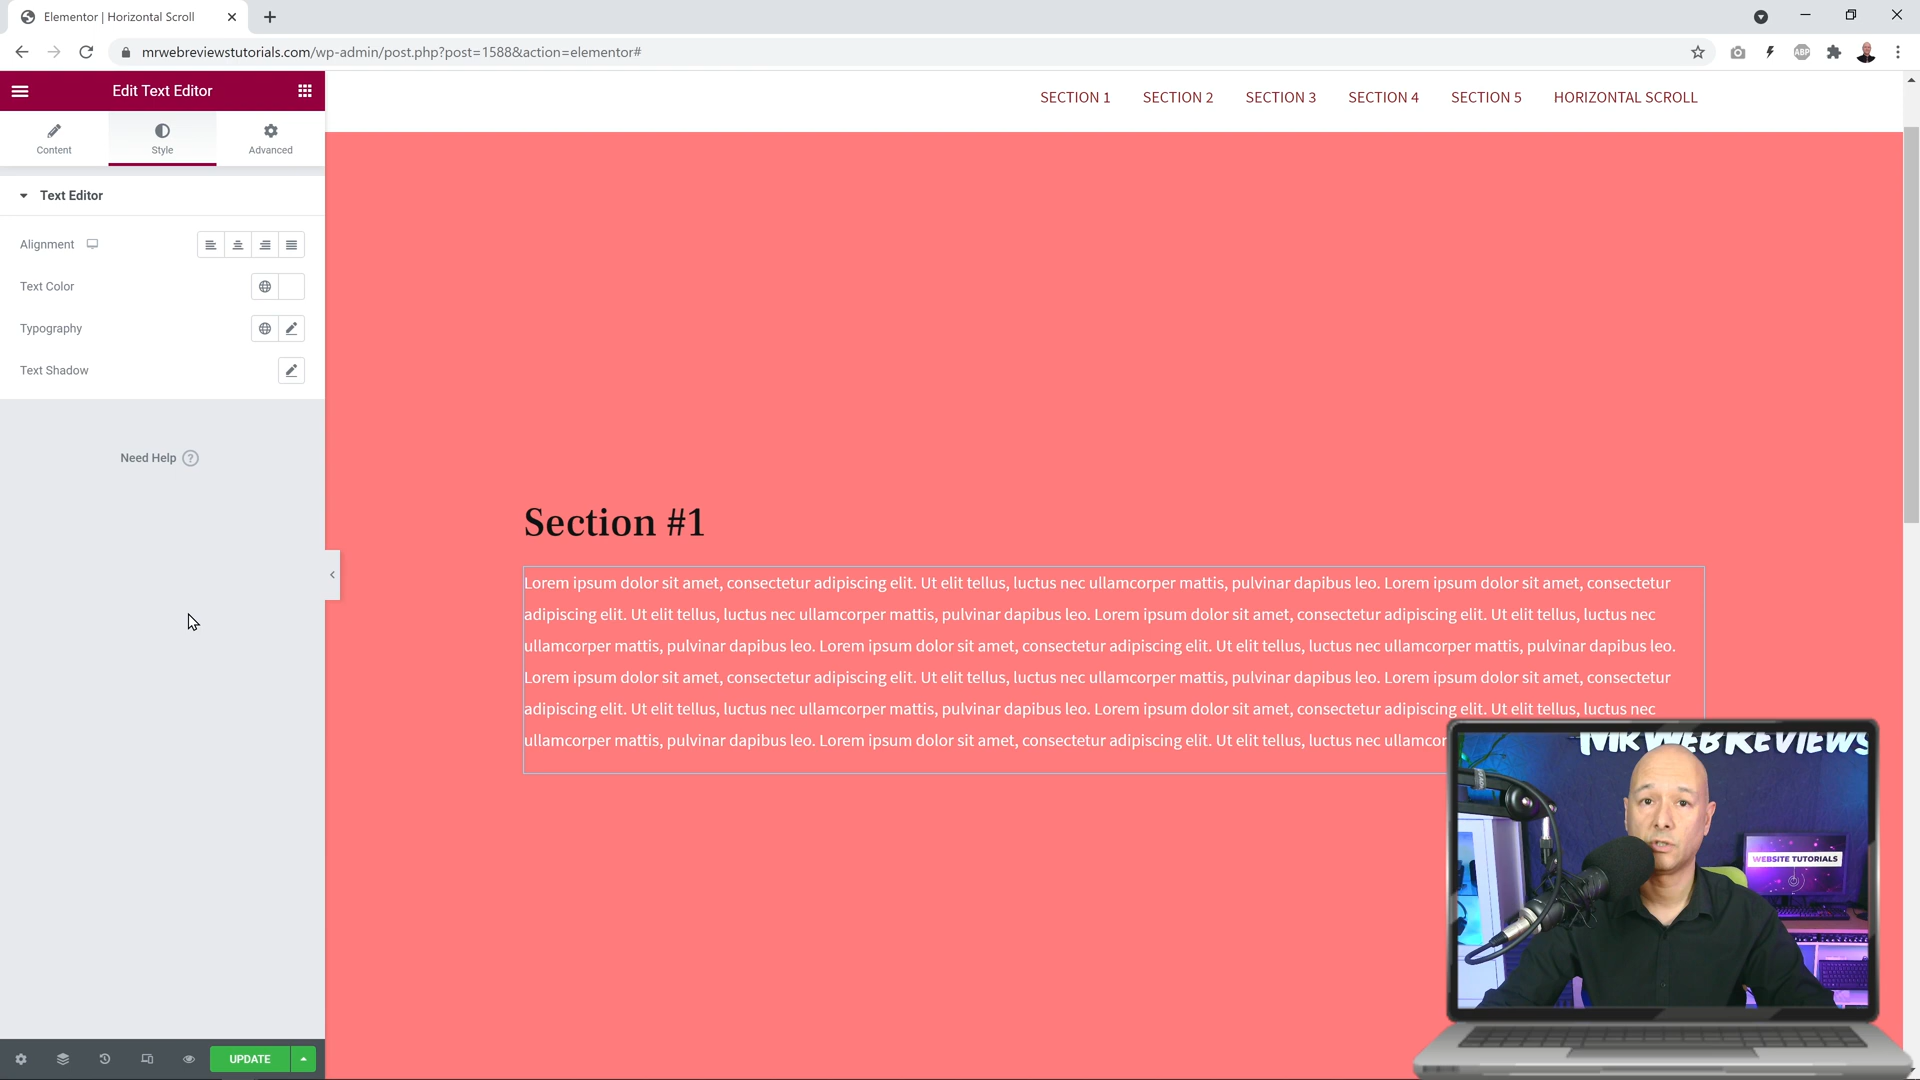 Elementor | Horizontal Scroll
mrwebreviewstutorials.com/wp-admin/post.php?post=1588&action=elementor#
ABP
Edit Text Editor
SECTION 1 SECTION 2 SECTION 3 SECTION 4 SECTION 5 HORIZONTAL SCROLL
Content Style Advanced
Text Editor
Alignment
Text Color
Typography
Text Shadow
Need Help ?
Section #1
Lorem ipsum dolor sit amet, consectetur adipiscing elit. Ut elit tellus, luctus nec ullamcorper mattis, pulvinar dapibus leo. Lorem ipsum dolor sit amet, consectetur
adipiscing elit. Ut elit tellus, luctus nec ullamcorper mattis, pulvinar dapibus leo. Lorem ipsum dolor sit amet, consectetur adipiscing elit. Ut elit tellus, luctus nec
ullamcorper mattis, pulvinar dapibus leo. Lorem ipsum dolor sit amet, consectetur adipiscing elit. Ut elit tellus, luctus nec ullamcorper mattis, pulvinar dapibus leo.
Lorem ipsum dolor sit amet, consectetur adipiscing elit. Ut elit tellus, luctus nec ullamcorper mattis, pulvinar dapibus leo. Lorem ipsum dolor sit amet, consectetur
adipiscing elit. Ut elit tellus, luctus nec ullamcorper mattis, pulvinar dapibus leo. Lorem ipsum dolor sit amet, consectetur adipiscing elit. Ut elit tellus, luctus nec
ullamcorper mattis, pulvinar dapibus leo. Lorem ipsum dolor sit amet, consectetur adipiscing elit. Ut elit tellus, luctus nec ullamcor
MR WEB REVIEWS
WEBSITE TUTORIALS
UPDATE